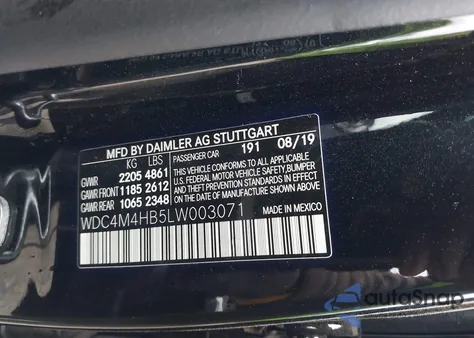 MFD BY DAIMLER AG STUTTGART
KG LBS
PASSENGER CAR 191 08/19
GVWR 2205 4861
GAWR FRONT 1185 2612
GAWR REAR 1065 2348
THIS VEHICLE CONFORMS TO ALL APPLICABLE
U.S. FEDERAL MOTOR VEHICLE SAFETY, BUMPER
AND THEFT PREVENTION STANDARDS IN
EFFECT ON THE DATE OF MANUFACTURE
SHOWN ABOVE.
MADE IN MEXICO
WDC4M4HB5LW003071
autoSnap